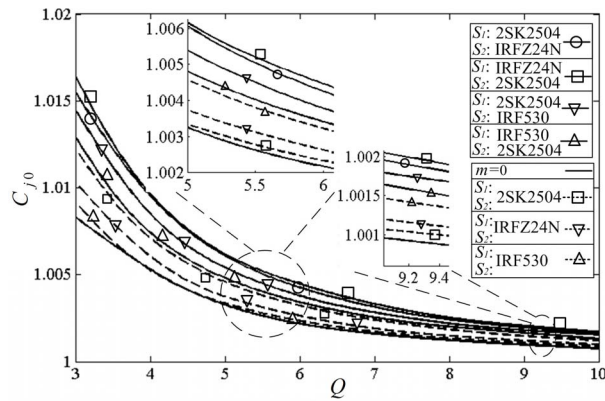 1.006
1.005
1.004
1.003
1.002
5
5.5
6
1.002
1.0015
1.001
9.2
9.4
S₁: 2SK2504
S₂: IRFZ24N
S₁: IRFZ24N
S₂: 2SK2504
S₁: 2SK2504
S₂: IRF530
S₁: IRF530
S₂: 2SK2504
m=0
S₁:
S₂: 2SK2504
S₁:
S₂: IRFZ24N
S₁:
S₂: IRF530
1.02
1.015
1.01
1.005
1
C_{j0}
3
4
5
6
7
8
9
10
Q